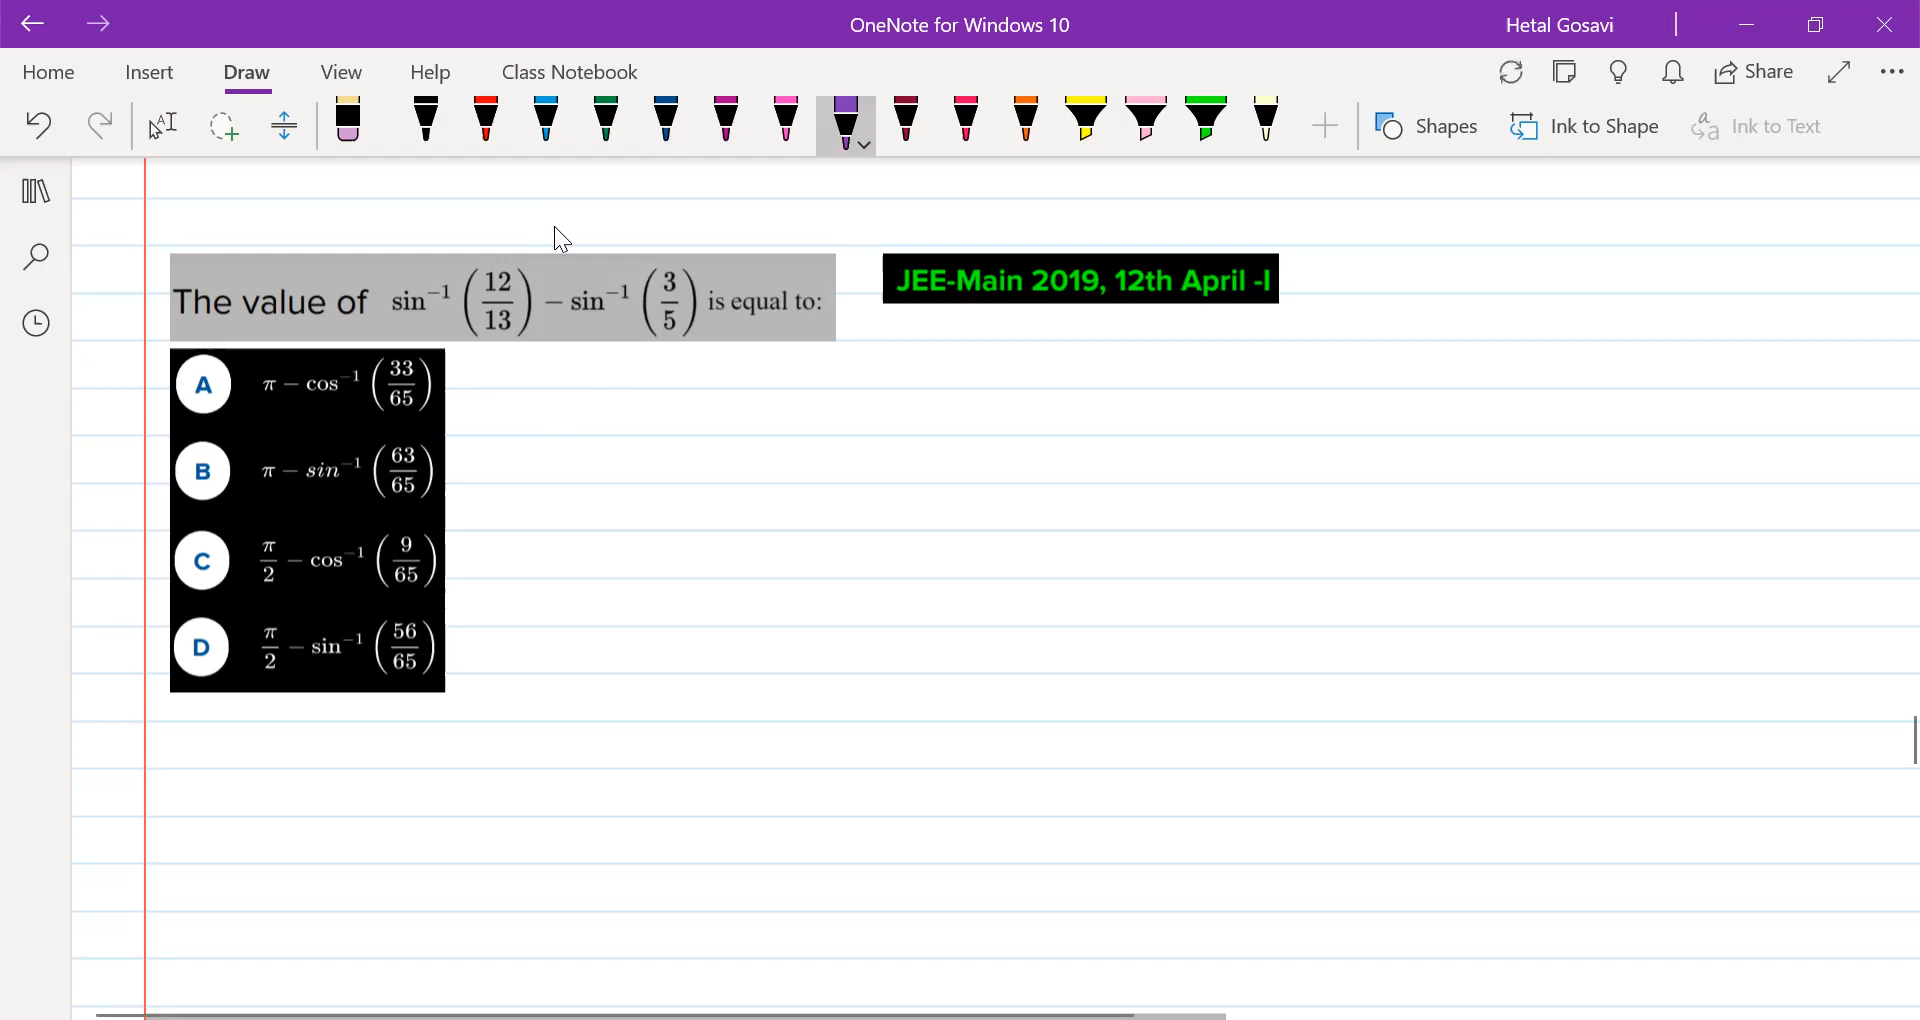 OneNote for Windows 10
Hetal Gosavi
Home Insert Draw View Help Class Notebook
Share
Shapes Ink to Shape Ink to Text
The value of sin⁻¹ (12/13) − sin⁻¹ (3/5) is equal to:
JEE-Main 2019, 12th April -I
A π − cos⁻¹ (33/65)
B π − sin⁻¹ (63/65)
C π/2 − cos⁻¹ (9/65)
D π/2 − sin⁻¹ (56/65)